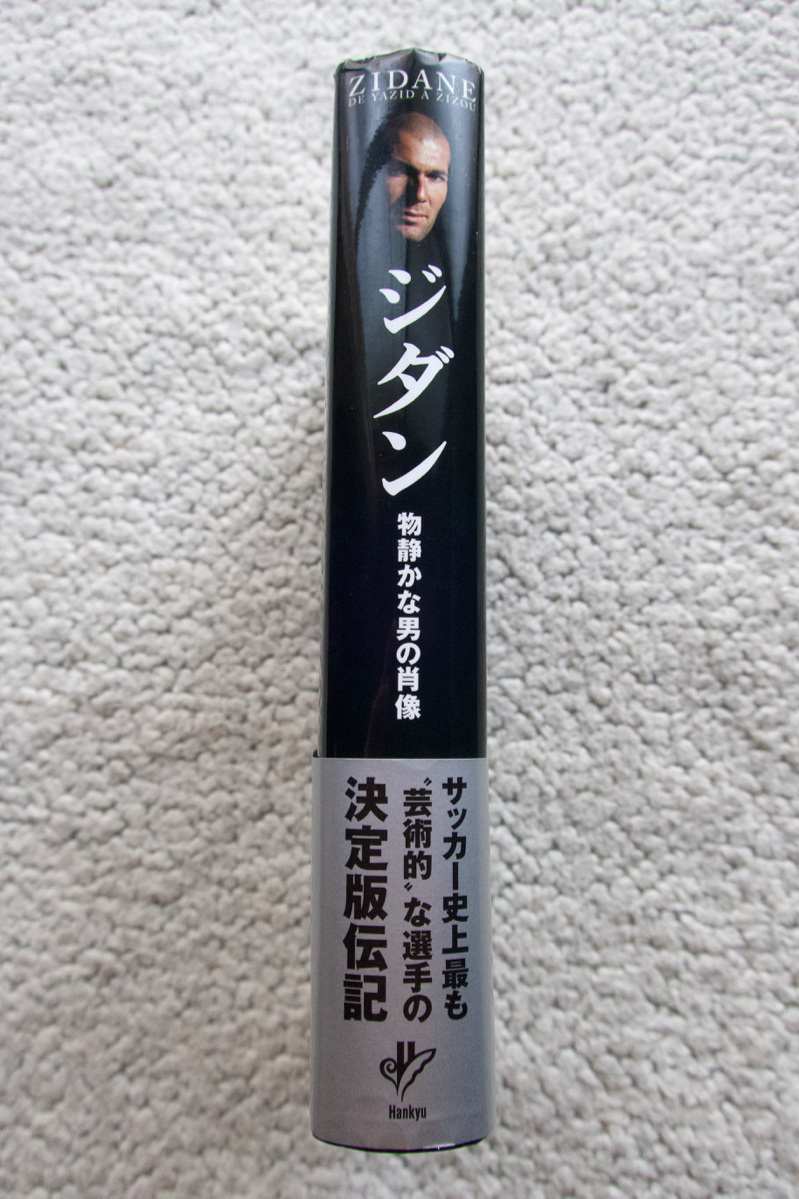 ZIDANE
DE YAZID À ZIZOU
ジダン
物静かな男の肖像
サッカー史上最も
〝芸術的〟な選手の
決定版伝記
Hankyu